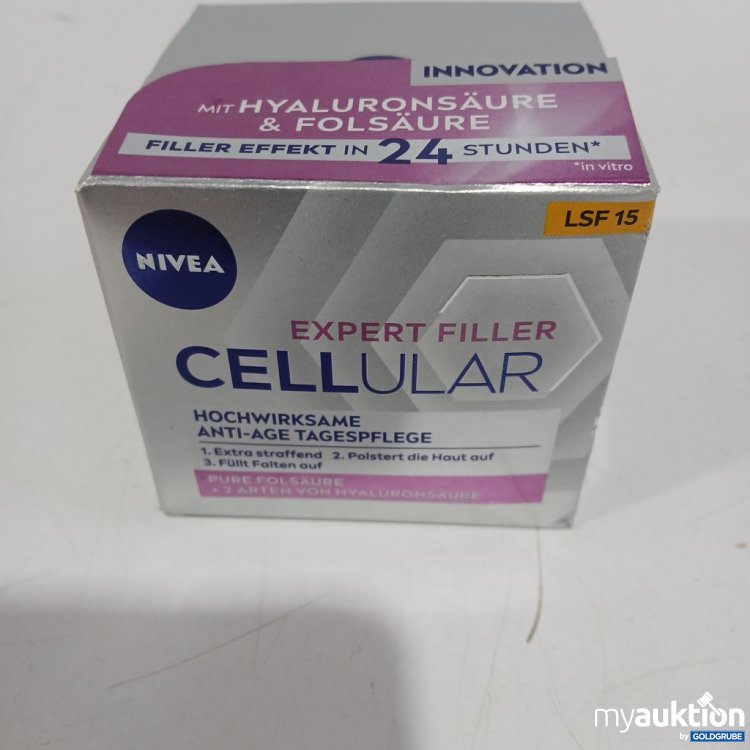 INNOVATION
MIT HYALURONSÄURE
& FOLSÄURE
FILLER EFFEKT IN 24 STUNDEN*
*in vitro
LSF 15
NIVEA
EXPERT FILLER
CELLULAR
HOCHWIRKSAME
ANTI-AGE TAGESPFLEGE
1. Extra straffend 2. Polstert die Haut auf
3. Füllt Falten auf
PURE FOLSÄURE
+ 2 ARTEN VON HYALURONSÄURE
myauktion
by GOLDGRUBE